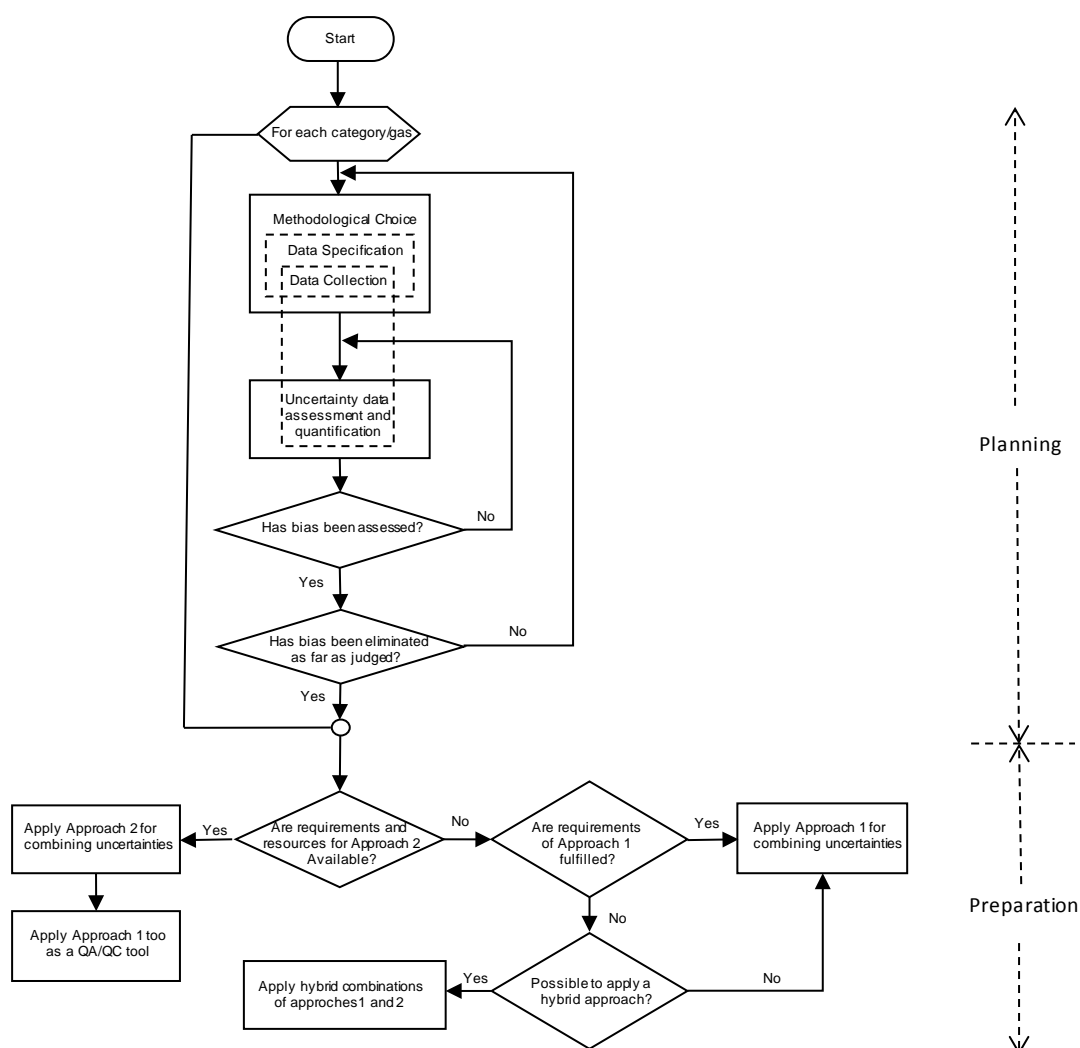 Start
For each category/gas
Methodological Choice
Data Specification
Data Collection
Uncertainty data
assessment and
quantification
Has bias been assessed?
No
Yes
Has bias been eliminated
as far as judged?
No
Yes
Planning
Apply Approach 2 for
combining uncertainties
Yes
Are requirements and
resources for Approach 2
Available?
No
Are requirements
of Approach 1
fulfilled?
Yes
Apply Approach 1 for
combining uncertainties
Apply Approach 1 too
as a QA/QC tool
No
Preparation
Apply hybrid combinations
of approches 1 and 2
Yes
Possible to apply a
hybrid approach?
No